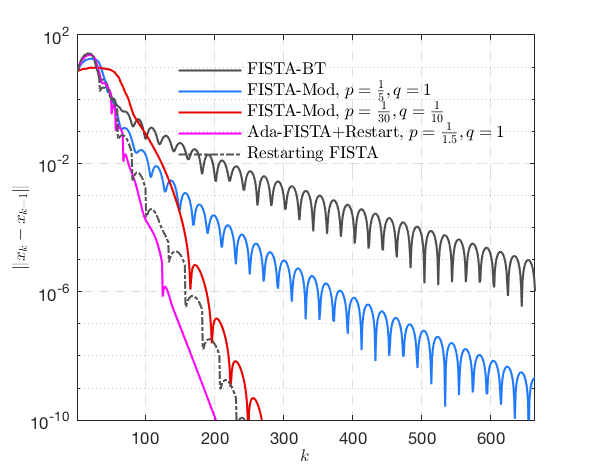 10^2
FISTA-BT
FISTA-Mod, p = 1/5, q = 1
FISTA-Mod, p = 1/30, q = 1/10
Ada-FISTA+Restart, p = 1/1.5, q = 1
Restarting FISTA
10^-2
‖x_k − x_{k−1}‖
10^-6
10^-10
100 200 300 400 500 600
k